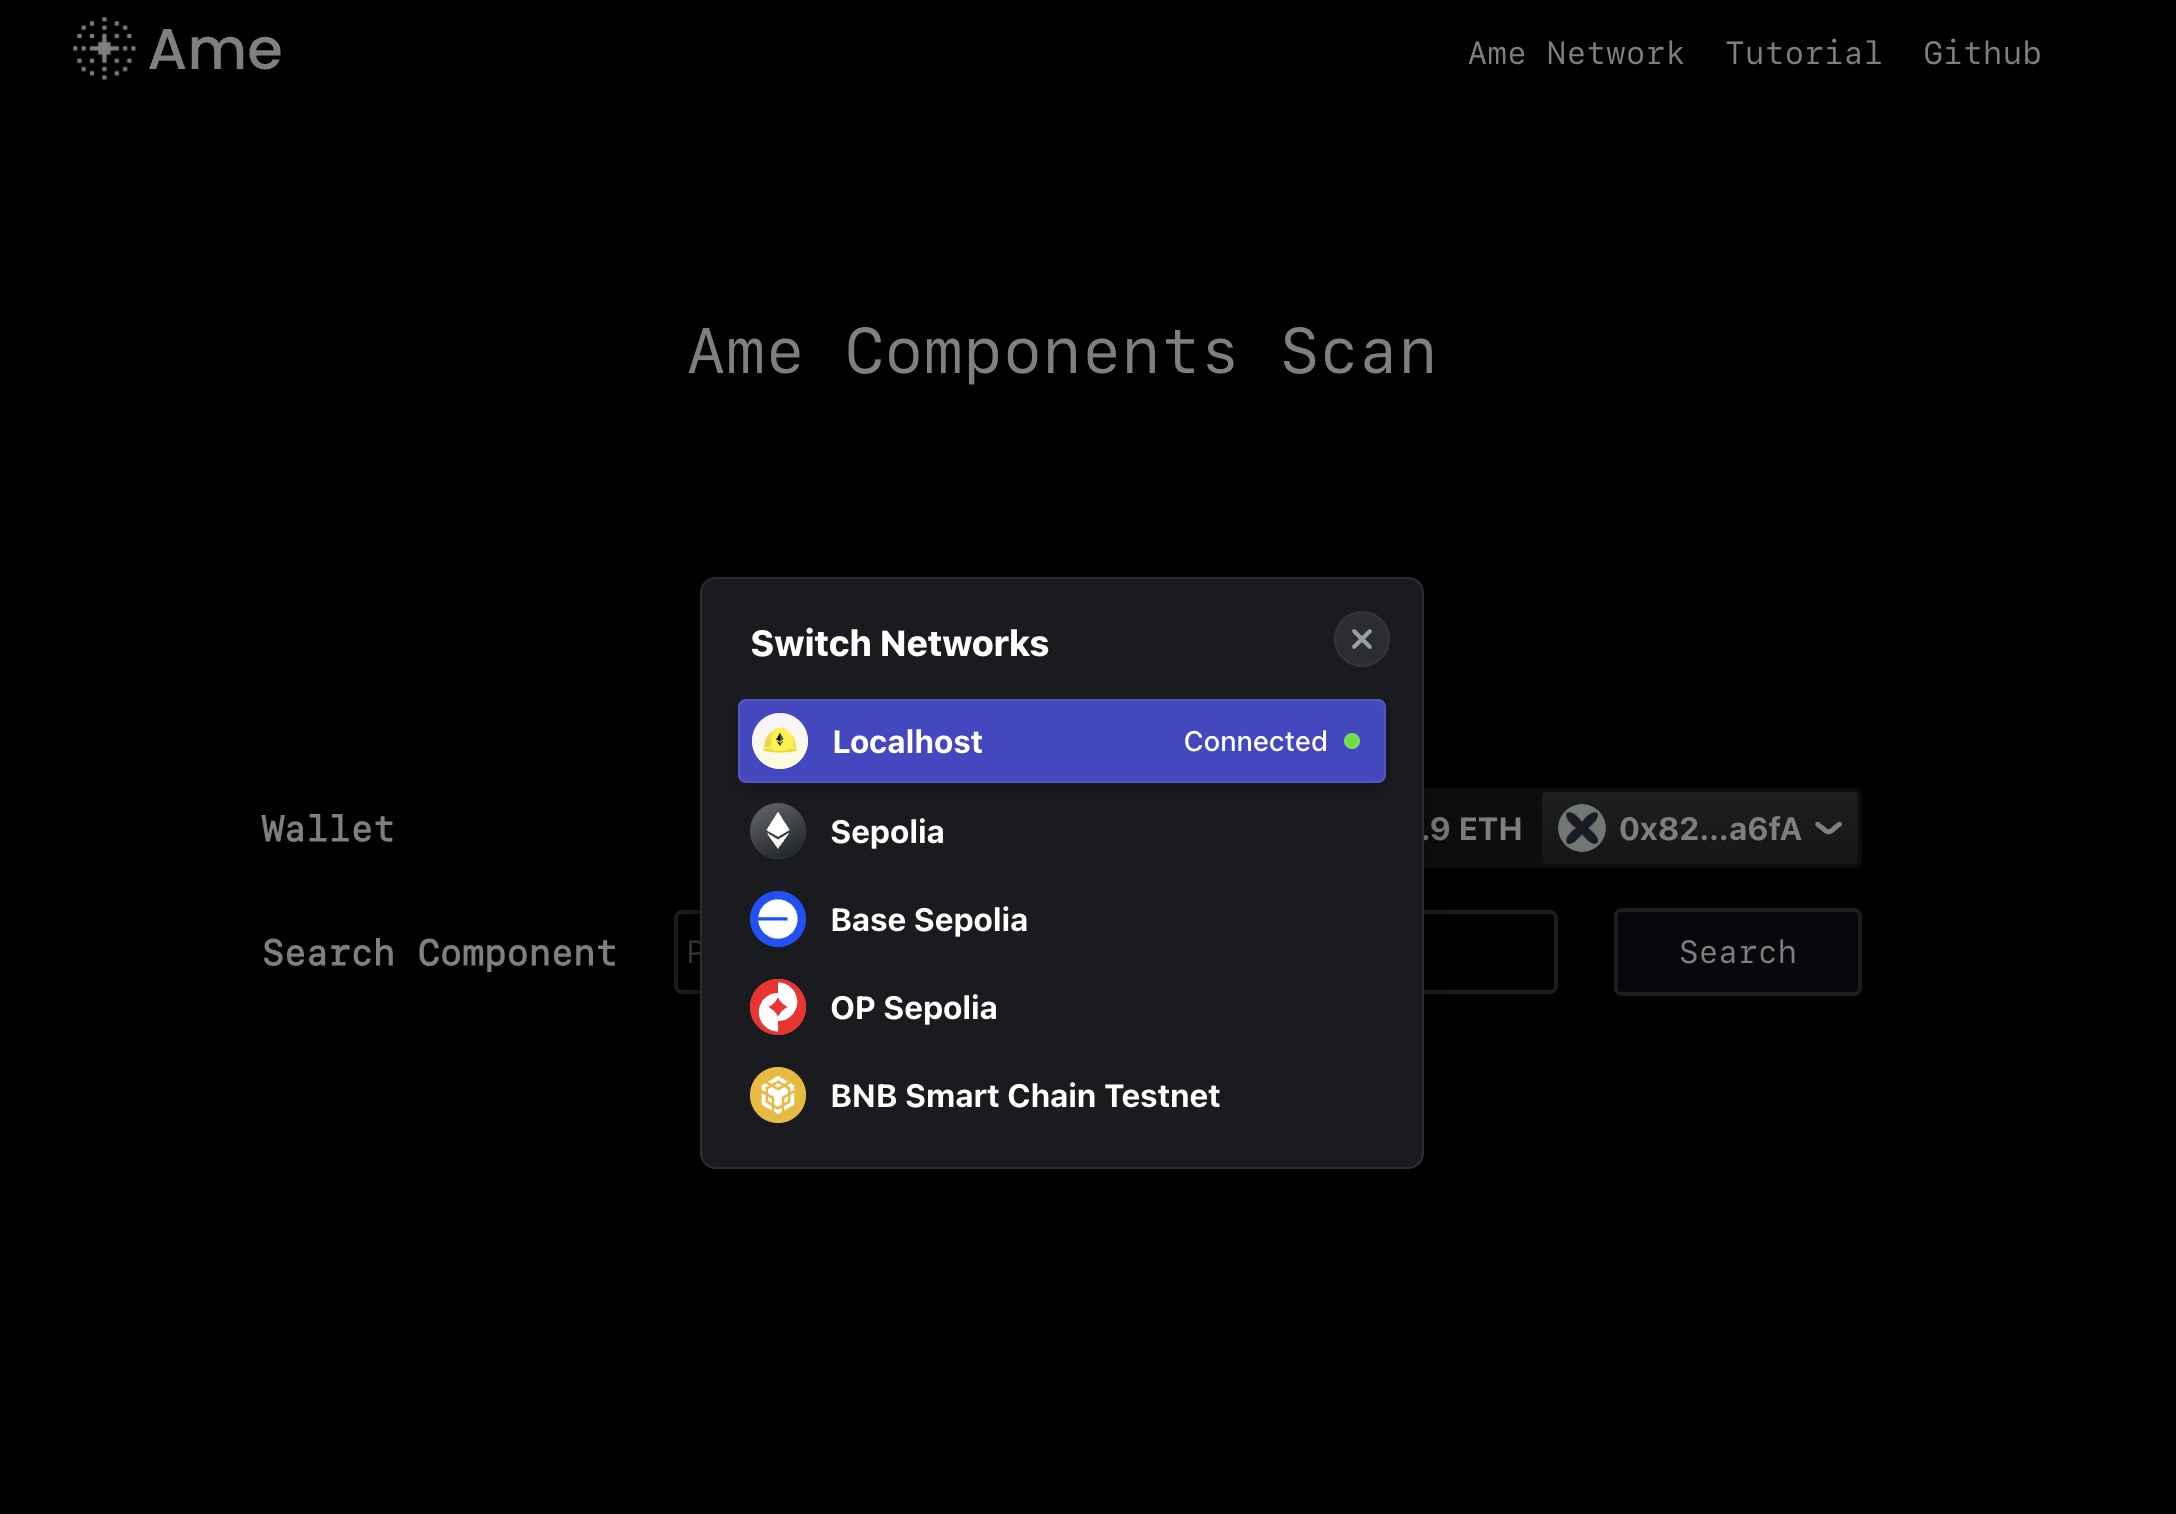 Ame
Ame Network Tutorial Github
Ame Components Scan
Switch Networks
Localhost Connected
Sepolia
Base Sepolia
OP Sepolia
BNB Smart Chain Testnet
Wallet
.9 ETH 0x82...a6fA
Search Component
Search